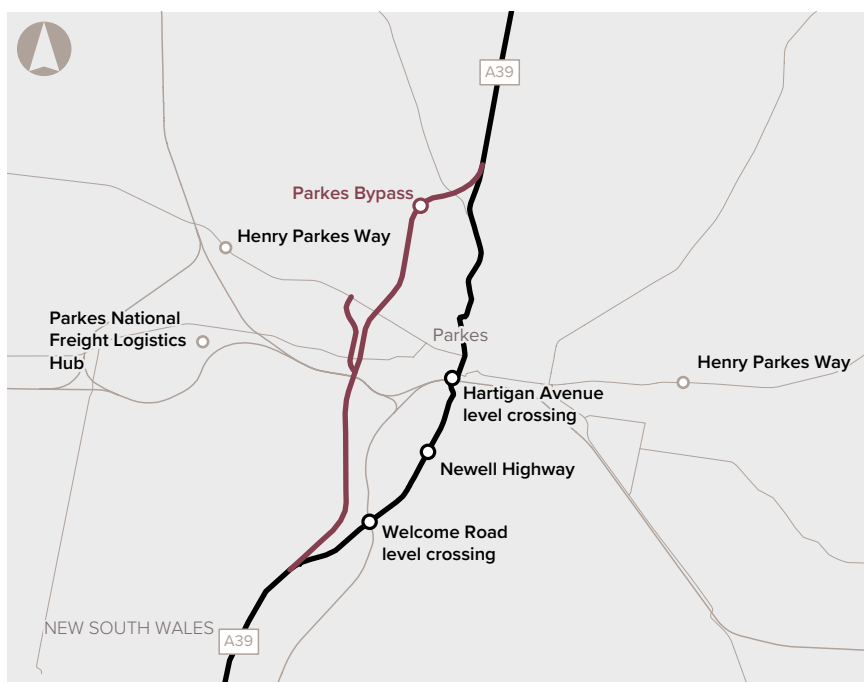 A39
Parkes Bypass
Henry Parkes Way
Parkes National
Freight Logistics
Hub
Parkes
Henry Parkes Way
Hartigan Avenue
level crossing
Newell Highway
Welcome Road
level crossing
NEW SOUTH WALES
A39